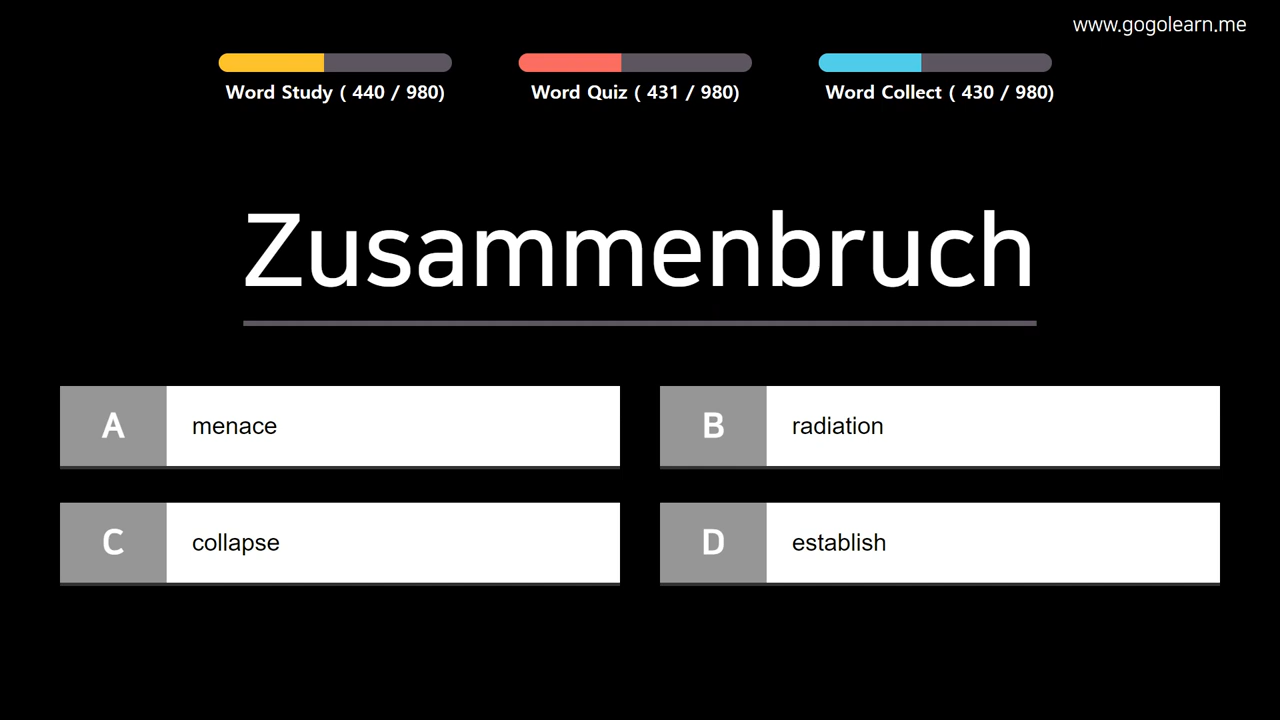 www.gogolearn.me
Word Study ( 440 / 980)
Word Quiz ( 431 / 980)
Word Collect ( 430 / 980)
Zusammenbruch
A menace
B radiation
C collapse
D establish